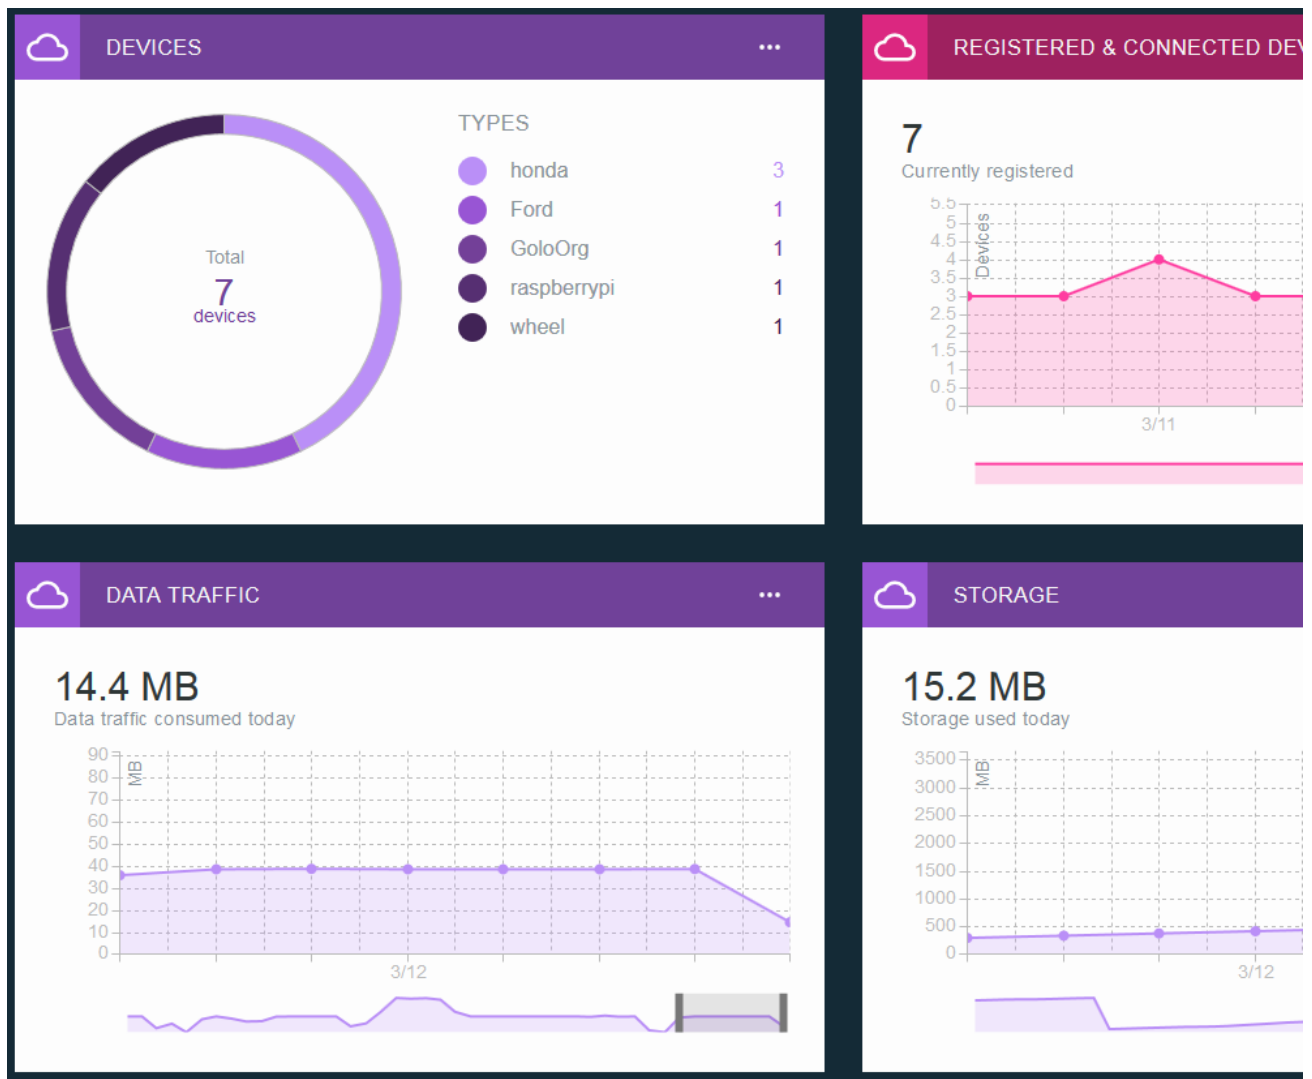 DEVICES
TYPES
honda 3
Ford 1
GoloOrg 1
raspberrypi 1
wheel 1
Total
7
devices
REGISTERED & CONNECTED DEV
7
Currently registered
5.5
5
4.5
4
3.5
3
2.5
2
1.5
1
0.5
0
Devices
3/11
DATA TRAFFIC
14.4 MB
Data traffic consumed today
90
80
70
60
50
40
30
20
10
0
MB
3/12
STORAGE
15.2 MB
Storage used today
3500
3000
2500
2000
1500
1000
500
0
MB
3/12